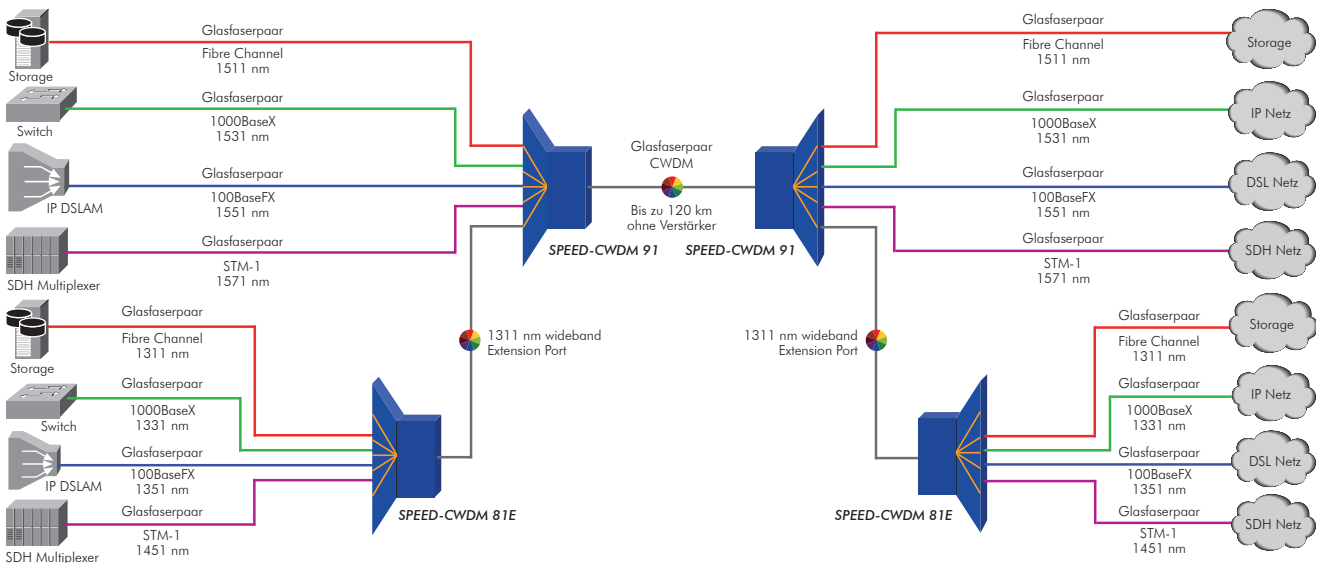 Glasfaserpaar
Fibre Channel
1511 nm
Storage
Glasfaserpaar
1000BaseX
1531 nm
Switch
Glasfaserpaar
100BaseFX
1551 nm
IP DSLAM
Glasfaserpaar
STM-1
1571 nm
SDH Multiplexer
SPEED-CWDM 91
Glasfaserpaar
CWDM
Bis zu 120 km
ohne Verstärker
SPEED-CWDM 91
Glasfaserpaar
Fibre Channel
1511 nm
Storage
Glasfaserpaar
1000BaseX
1531 nm
IP Netz
Glasfaserpaar
100BaseFX
1551 nm
DSL Netz
Glasfaserpaar
STM-1
1571 nm
SDH Netz
Glasfaserpaar
Fibre Channel
1311 nm
Storage
Glasfaserpaar
1000BaseX
1331 nm
Switch
Glasfaserpaar
100BaseFX
1351 nm
IP DSLAM
Glasfaserpaar
STM-1
1451 nm
SDH Multiplexer
SPEED-CWDM 81E
1311 nm wideband
Extension Port
1311 nm wideband
Extension Port
SPEED-CWDM 81E
Glasfaserpaar
Fibre Channel
1311 nm
Storage
Glasfaserpaar
1000BaseX
1331 nm
IP Netz
Glasfaserpaar
100BaseFX
1351 nm
DSL Netz
Glasfaserpaar
STM-1
1451 nm
SDH Netz